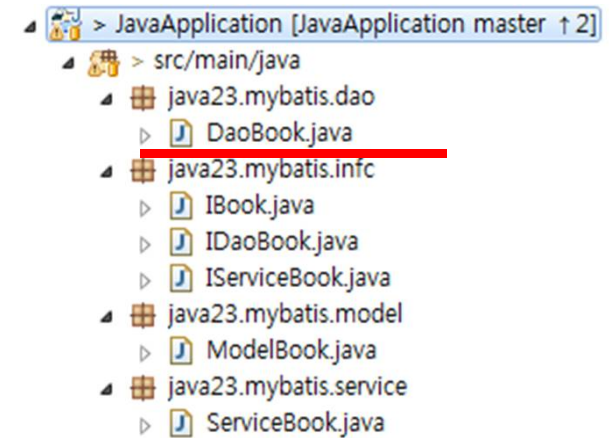 > JavaApplication [JavaApplication master ↑2]
> src/main/java
java23.mybatis.dao
DaoBook.java
java23.mybatis.infc
IBook.java
IDaoBook.java
IServiceBook.java
java23.mybatis.model
ModelBook.java
java23.mybatis.service
ServiceBook.java